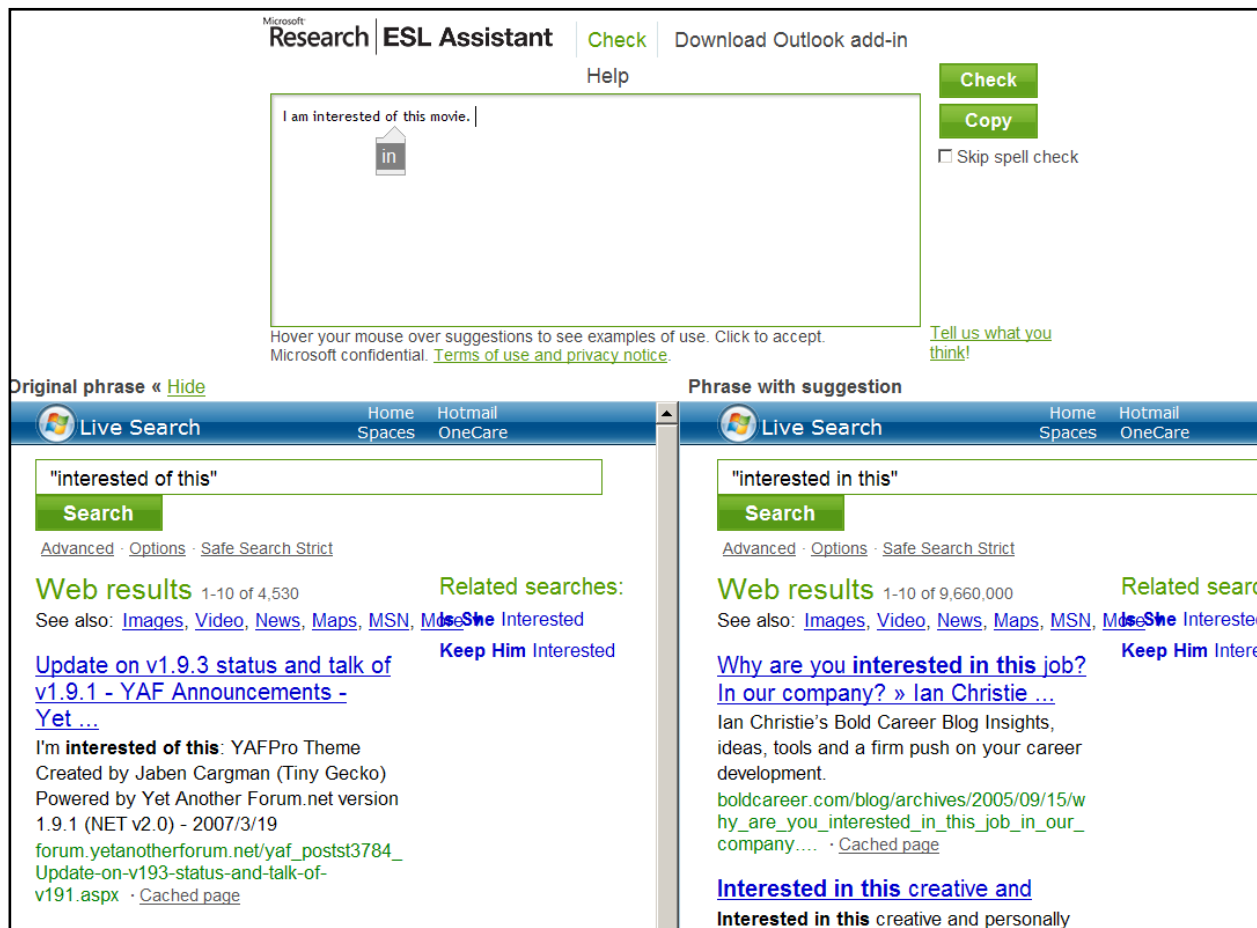 Microsoft
Research ESL Assistant Check Download Outlook add-in
Help
Check
I am interested of this movie.
Copy
in
Skip spell check
Hover your mouse over suggestions to see examples of use. Click to accept.
Microsoft confidential. Terms of use and privacy notice.
Tell us what you
think!
Original phrase « Hide
Live Search
Home Hotmail
Spaces OneCare
"interested of this"
Search
Advanced · Options · Safe Search Strict
Web results 1-10 of 4,530
See also: Images, Video, News, Maps, MSN, More
Related searches:
Is She Interested
Keep Him Interested
Update on v1.9.3 status and talk of
v1.9.1 - YAF Announcements -
Yet ...
I'm interested of this: YAFPro Theme
Created by Jaben Cargman (Tiny Gecko)
Powered by Yet Another Forum.net version
1.9.1 (NET v2.0) - 2007/3/19
forum.yetanotherforum.net/yaf_postst3784_
Update-on-v193-status-and-talk-of-
v191.aspx · Cached page
Phrase with suggestion
Live Search
Home Hotmail
Spaces OneCare
"interested in this"
Search
Advanced · Options · Safe Search Strict
Web results 1-10 of 9,660,000
See also: Images, Video, News, Maps, MSN, More
Related searc
Is She Interested
Keep Him Intere
Why are you interested in this job?
In our company? » Ian Christie ...
Ian Christie's Bold Career Blog Insights,
ideas, tools and a firm push on your career
development.
boldcareer.com/blog/archives/2005/09/15/w
hy_are_you_interested_in_this_job_in_our_
company.... · Cached page
Interested in this creative and
Interested in this creative and personally